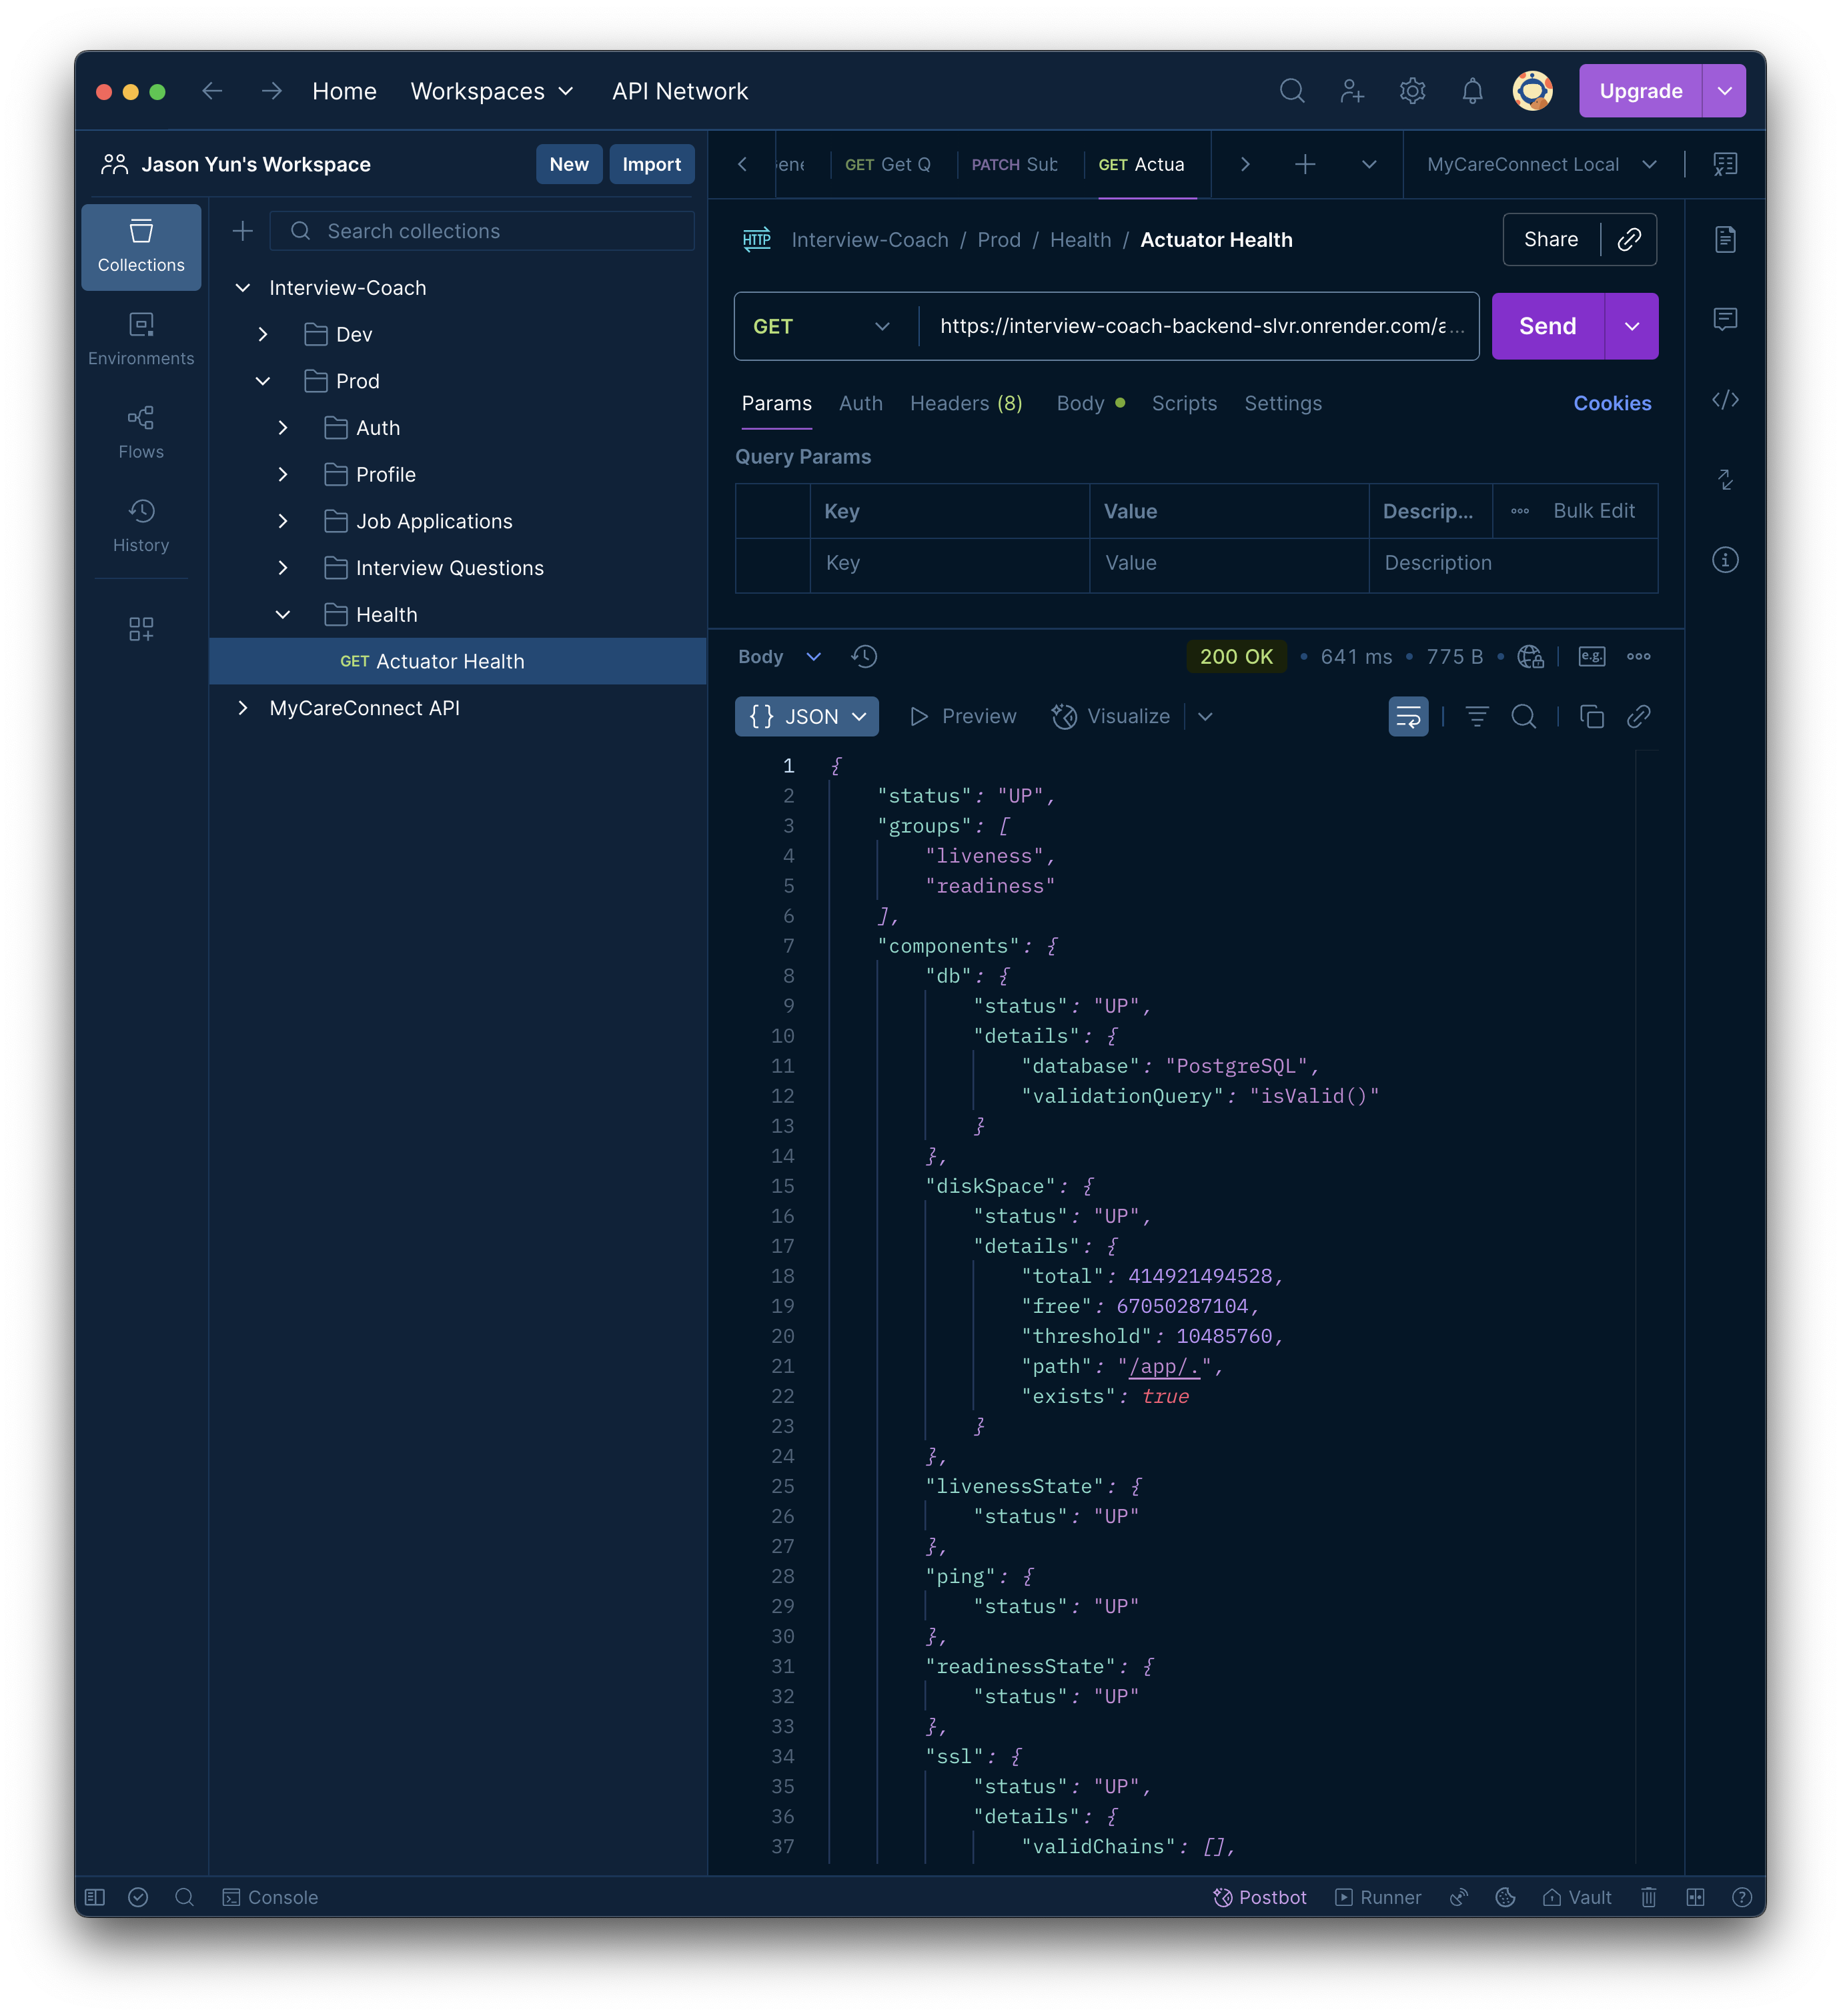 Home Workspaces API Network Upgrade
Jason Yun's Workspace New Import
GET Get Q PATCH Sub GET Actua MyCareConnect Local
Collections
Environments
Flows
History
Search collections
Interview-Coach
Dev
Prod
Auth
Profile
Job Applications
Interview Questions
Health
GET Actuator Health
MyCareConnect API
HTTP Interview-Coach / Prod / Health / Actuator Health Share
GET https://interview-coach-backend-slvr.onrender.com/a... Send
Params Auth Headers (8) Body Scripts Settings Cookies
Query Params
Key Value Descrip... Bulk Edit
Key Value Description
Body 200 OK • 641 ms • 775 B • e.g.
{} JSON Preview Visualize
1 {
2 "status": "UP",
3 "groups": [
4 "liveness",
5 "readiness"
6 ],
7 "components": {
8 "db": {
9 "status": "UP",
10 "details": {
11 "database": "PostgreSQL",
12 "validationQuery": "isValid()"
13 }
14 },
15 "diskSpace": {
16 "status": "UP",
17 "details": {
18 "total": 414921494528,
19 "free": 67050287104,
20 "threshold": 10485760,
21 "path": "/app/.",
22 "exists": true
23 }
24 },
25 "livenessState": {
26 "status": "UP"
27 },
28 "ping": {
29 "status": "UP"
30 },
31 "readinessState": {
32 "status": "UP"
33 },
34 "ssl": {
35 "status": "UP",
36 "details": {
37 "validChains": [],
Console Postbot Runner Vault